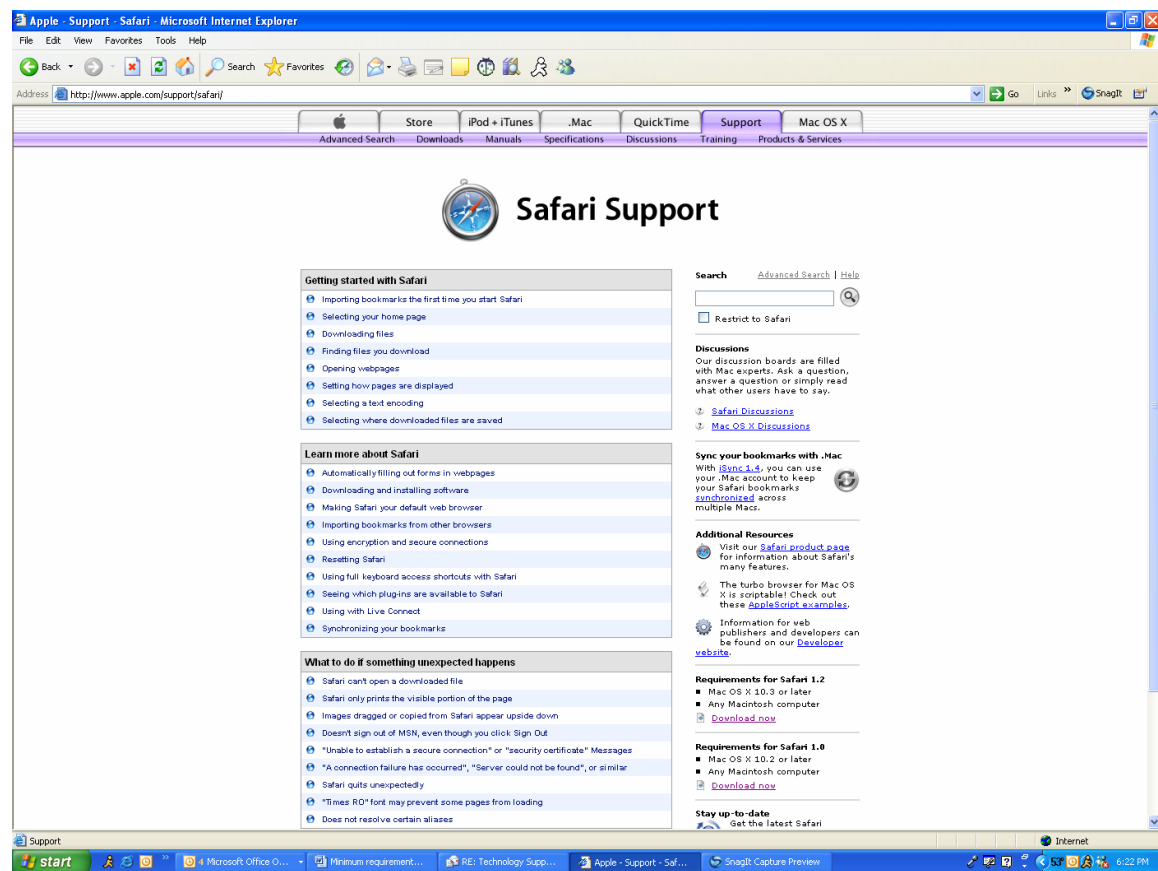 Apple - Support - Safari - Microsoft Internet Explorer
File Edit View Favorites Tools Help
Back Search Favorites
Address http://www.apple.com/support/safari/ Go Links » SnagIt
Store iPod + iTunes .Mac QuickTime Support Mac OS X
Advanced Search Downloads Manuals Specifications Discussions Training Products & Services
Safari Support
Getting started with Safari
Importing bookmarks the first time you start Safari
Selecting your home page
Downloading files
Finding files you download
Opening webpages
Setting how pages are displayed
Selecting a text encoding
Selecting where downloaded files are saved
Learn more about Safari
Automatically filling out forms in webpages
Downloading and installing software
Making Safari your default web browser
Importing bookmarks from other browsers
Using encryption and secure connections
Resetting Safari
Using full keyboard access shortcuts with Safari
Seeing which plug-ins are available to Safari
Using with Live Connect
Synchronizing your bookmarks
What to do if something unexpected happens
Safari can't open a downloaded file
Safari only prints the visible portion of the page
Images dragged or copied from Safari appear upside down
Doesn't sign out of MSN, even though you click Sign Out
"Unable to establish a secure connection" or "security certificate" Messages
"A connection failure has occurred", "Server could not be found", or similar
Safari quits unexpectedly
"Times RO" font may prevent some pages from loading
Does not resolve certain aliases
Search Advanced Search | Help
Restrict to Safari
Discussions
Our discussion boards are filled
with Mac experts. Ask a question,
answer a question or simply read
what other users have to say.
Safari Discussions
Mac OS X Discussions
Sync your bookmarks with .Mac
With iSync 1.4, you can use
your .Mac account to keep
your Safari bookmarks
synchronized across
multiple Macs.
Additional Resources
Visit our Safari product page
for information about Safari's
many features.
The turbo browser for Mac OS
X is scriptable! Check out
these AppleScript examples.
Information for web
publishers and developers can
be found on our Developer
website.
Requirements for Safari 1.2
Mac OS X 10.3 or later
Any Macintosh computer
Download now
Requirements for Safari 1.0
Mac OS X 10.2 or later
Any Macintosh computer
Download now
Stay up-to-date
Get the latest Safari
Support Internet
start » 4 Microsoft Office O... Minimum requirement... RE: Technology Supp... Apple - Support - Saf... SnagIt Capture Preview 53° 6:22 PM